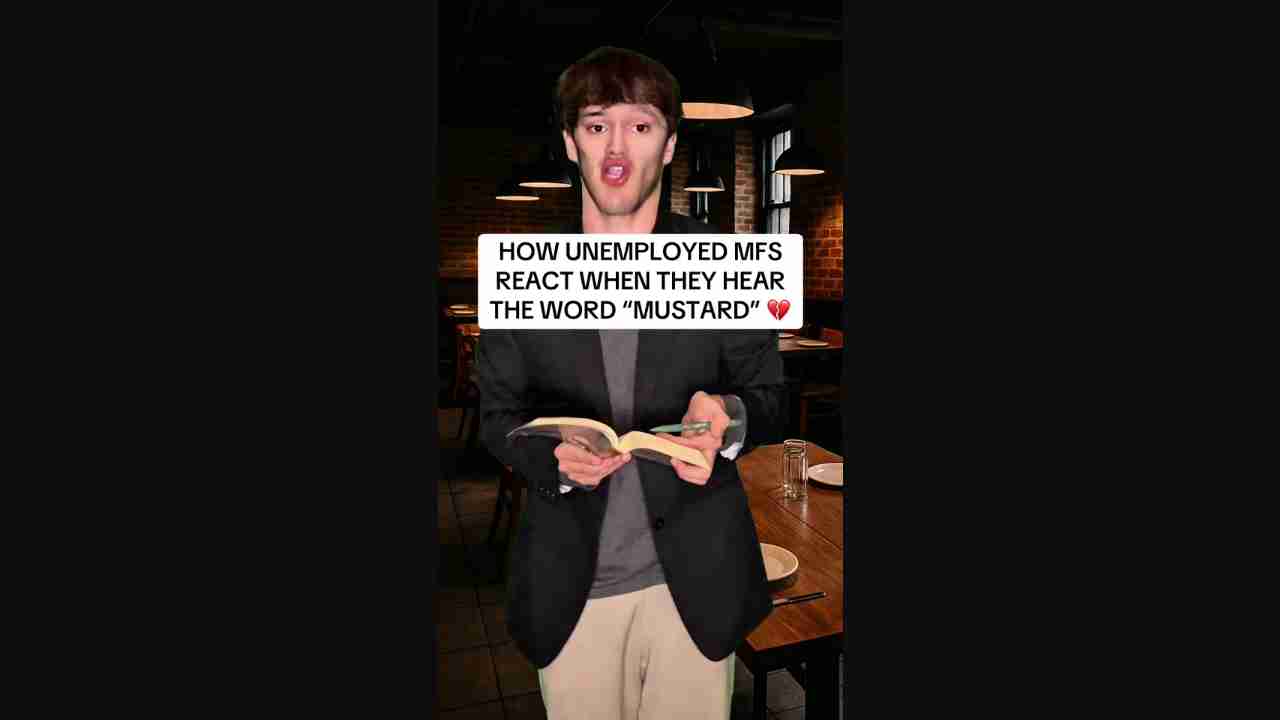 HOW UNEMPLOYED MFS
REACT WHEN THEY HEAR
THE WORD “MUSTARD” 💔